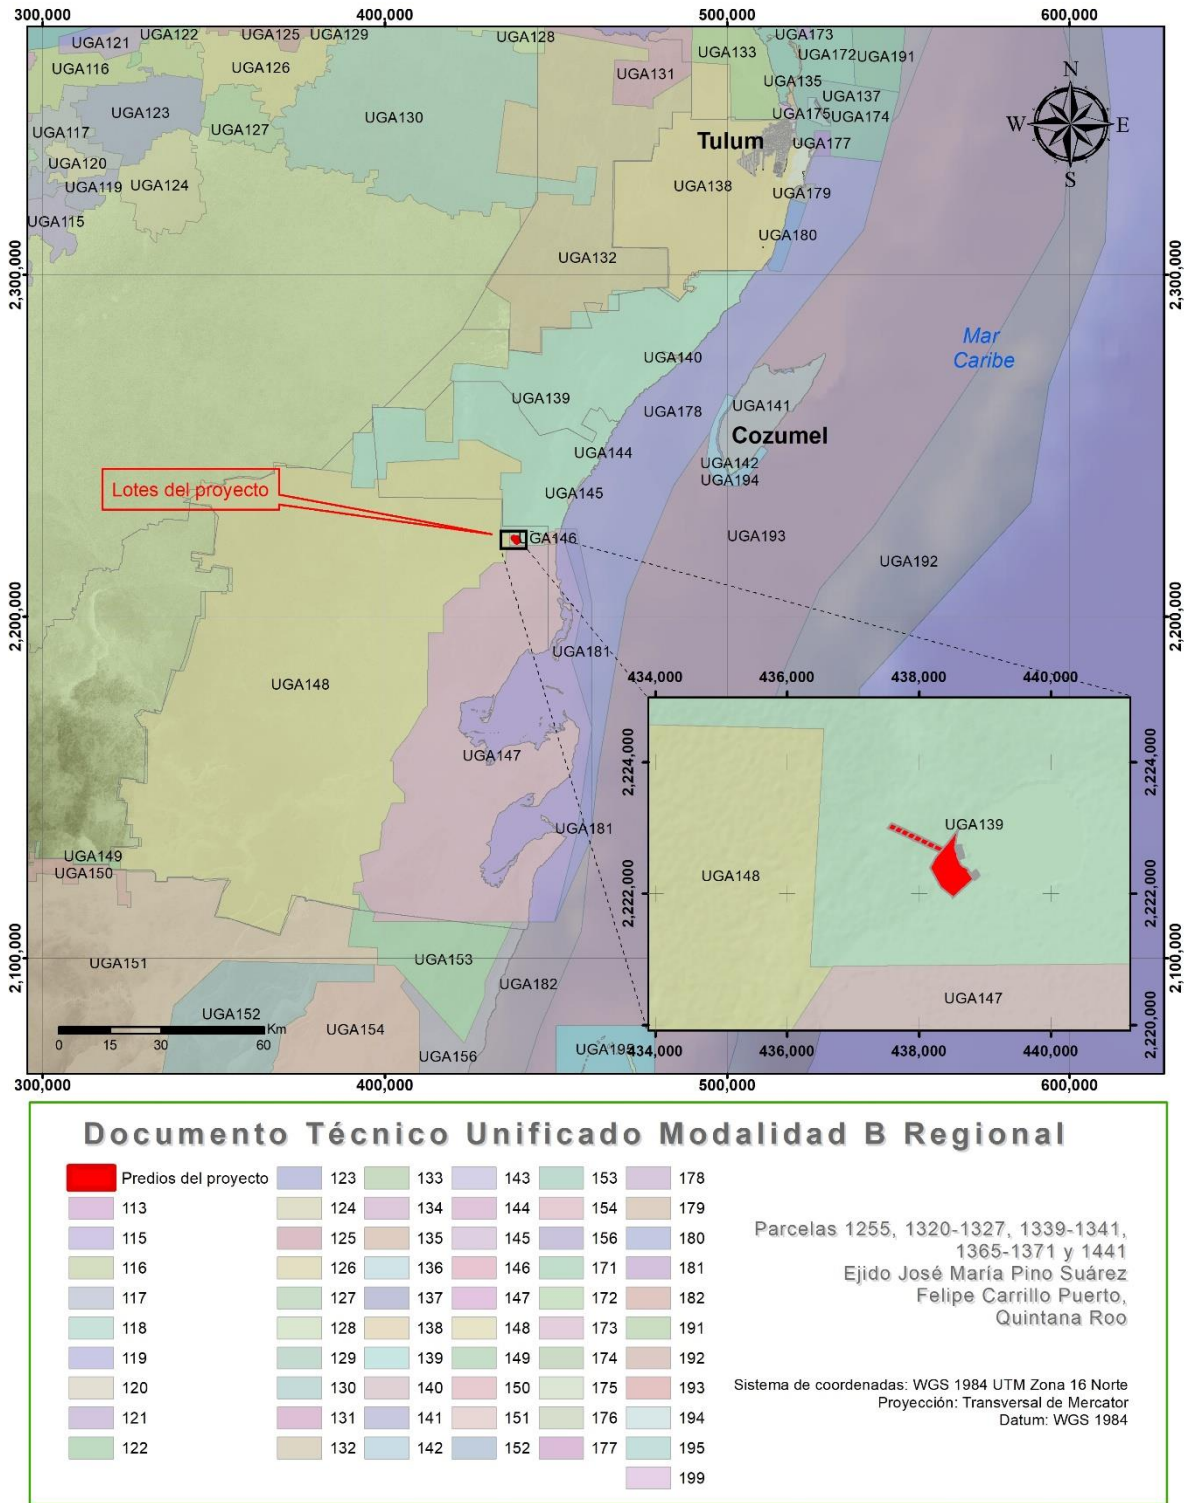 300,000
400,000
500,000
600,000
UGA121
UGA122
UGA125
UGA129
UGA128
UGA173
UGA116
UGA126
UGA133
UGA172
UGA191
UGA131
UGA135
UGA123
UGA137
UGA130
UGA175
UGA174
UGA117
UGA127
Tulum
UGA177
UGA120
UGA119
UGA124
UGA138
UGA179
UGA115
UGA180
N
W
E
S
UGA132
2,300,000
2,300,000
Mar
Caribe
UGA140
UGA139
UGA178
UGA141
Cozumel
UGA144
UGA142
UGA194
Lotes del proyecto
UGA145
UGA146
UGA193
UGA192
2,200,000
2,200,000
UGA181
UGA148
UGA147
UGA181
434,000
436,000
438,000
440,000
2,224,000
2,224,000
UGA139
UGA148
2,222,000
2,222,000
UGA147
2,220,000
434,000
436,000
438,000
440,000
UGA149
UGA150
2,100,000
2,100,000
UGA151
UGA153
UGA182
UGA152
UGA154
UGA156
0 15 30 60 Km
300,000
400,000
500,000
600,000
Documento Técnico Unificado Modalidad B Regional
Predios del proyecto
113
115
116
117
118
119
120
121
122
123
124
125
126
127
128
129
130
131
132
133
134
135
136
137
138
139
140
141
142
143
144
145
146
147
148
149
150
151
152
153
154
156
171
172
173
174
175
176
177
178
179
180
181
182
191
192
193
194
195
199
Parcelas 1255, 1320-1327, 1339-1341,
1365-1371 y 1441
Ejido José María Pino Suárez
Felipe Carrillo Puerto,
Quintana Roo
Sistema de coordenadas: WGS 1984 UTM Zona 16 Norte
Proyección: Transversal de Mercator
Datum: WGS 1984